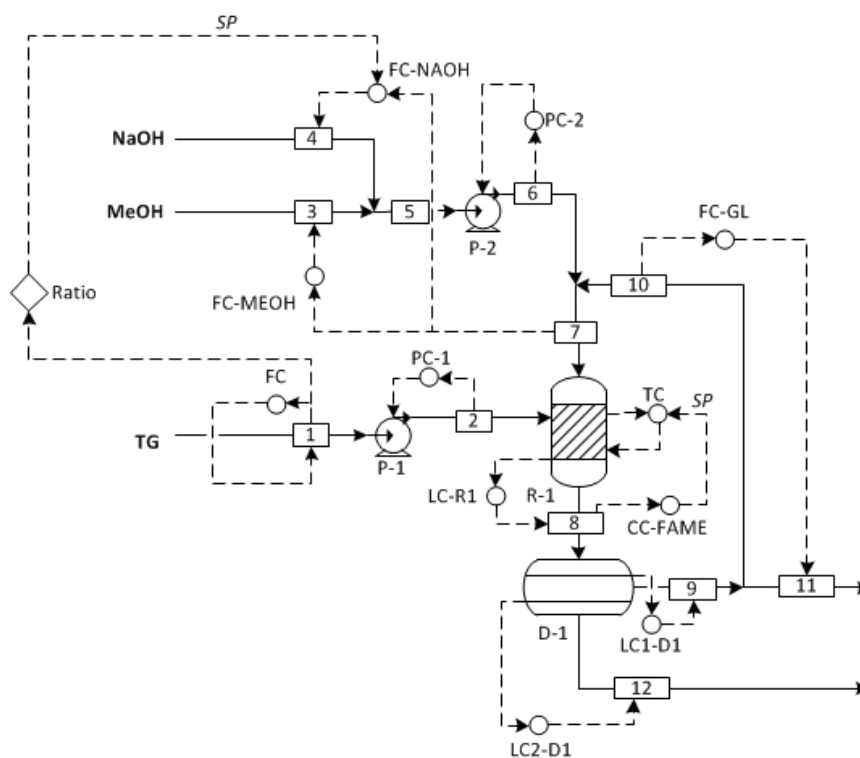 SP
FC-NAOH
NaOH
4
PC-2
MeOH
3
5
6
P-2
FC-GL
10
Ratio
FC-MEOH
7
PC-1
FC
TC
SP
TG
1
2
P-1
LC-R1
R-1
8
CC-FAME
9
11
D-1
LC1-D1
12
LC2-D1